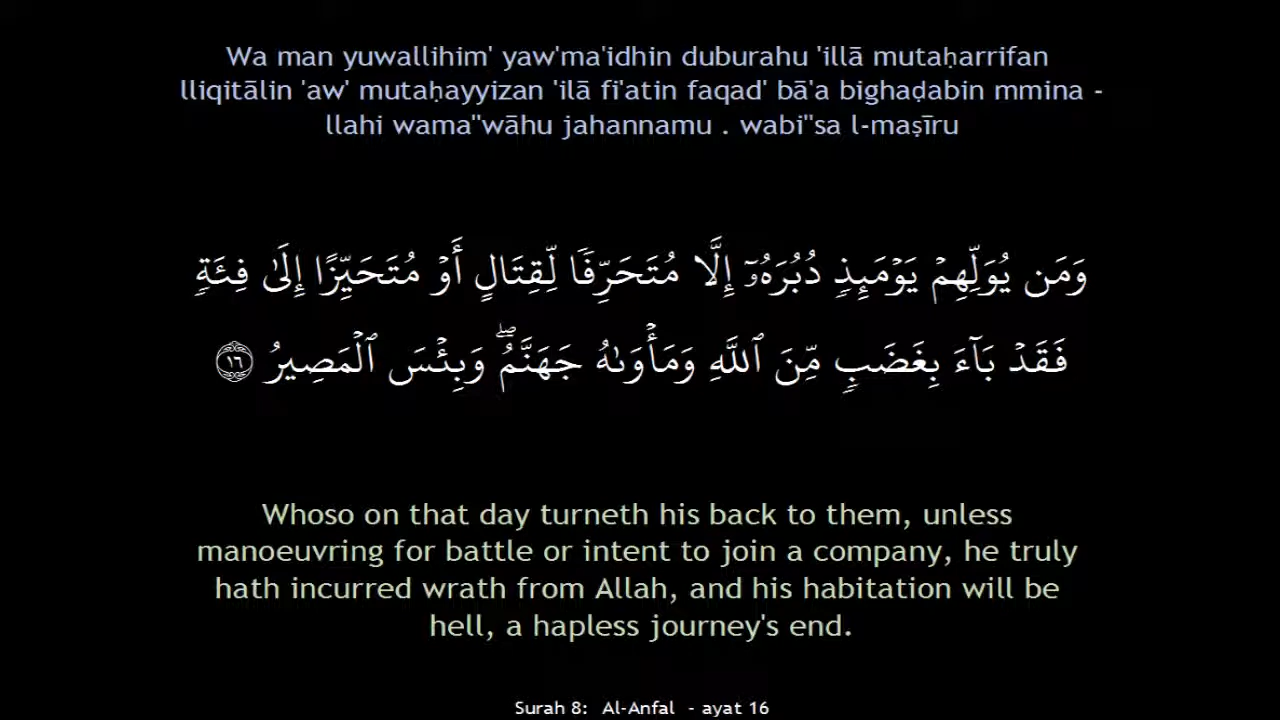 Wa man yuwallihim' yaw'ma'idhin duburahu 'illā mutaḥarrifan
lliqitālin 'aw' mutaḥayyizan 'ilā fi'atin faqad' bā'a bighaḍabin mmina -
llahi wama"wāhu jahannamu . wabi"sa l-maṣīru
وَمَن يُوَلِّهِمۡ يَوۡمَئِذٖ دُبُرَهُۥٓ إِلَّا مُتَحَرِّفٗا لِّقِتَالٍ أَوۡ مُتَحَيِّزًا إِلَىٰ فِئَةٖ
فَقَدۡ بَآءَ بِغَضَبٖ مِّنَ ٱللَّهِ وَمَأۡوَىٰهُ جَهَنَّمُۖ وَبِئۡسَ ٱلۡمَصِيرُ ١٦
Whoso on that day turneth his back to them, unless
manoeuvring for battle or intent to join a company, he truly
hath incurred wrath from Allah, and his habitation will be
hell, a hapless journey's end.
Surah 8: Al-Anfal - ayat 16